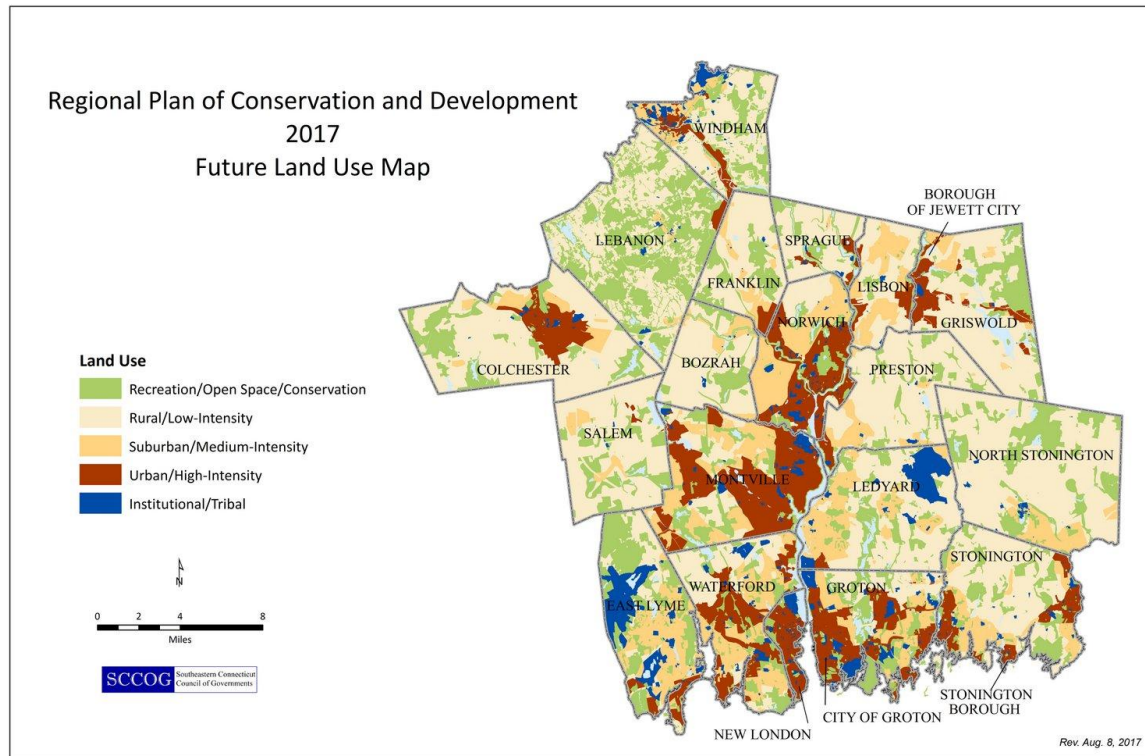 Regional Plan of Conservation and Development
2017
Future Land Use Map
WINDHAM
BOROUGH
OF JEWETT CITY
LEBANON
SPRAGUE
FRANKLIN
LISBON
NORWICH
GRISWOLD
COLCHESTER
BOZRAH
PRESTON
SALEM
NORTH STONINGTON
MONTVILLE
LEDYARD
STONINGTON
WATERFORD
GROTON
EAST LYME
STONINGTON
BOROUGH
CITY OF GROTON
NEW LONDON
Land Use
Recreation/Open Space/Conservation
Rural/Low-Intensity
Suburban/Medium-Intensity
Urban/High-Intensity
Institutional/Tribal
N
0 2 4 8
Miles
SCCOG
Southeastern Connecticut
Council of Governments
Rev. Aug. 8, 2017